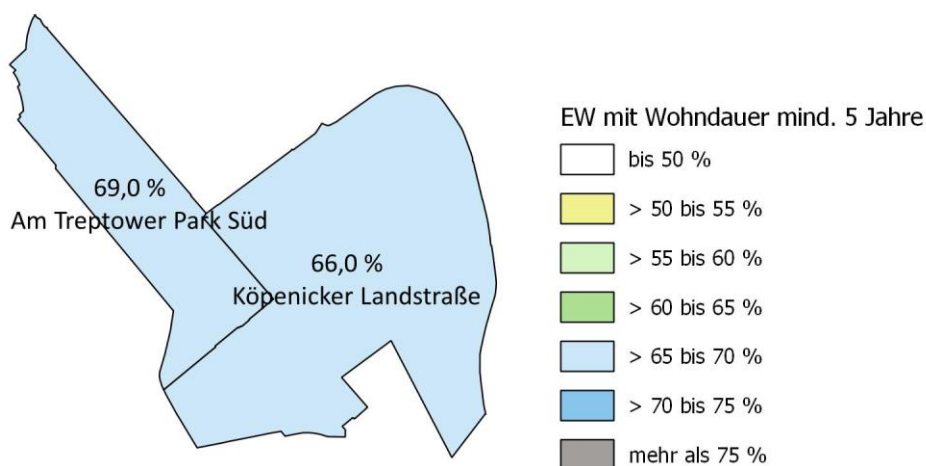 69,0 %
Am Treptower Park Süd
66,0 %
Köpenicker Landstraße
EW mit Wohndauer mind. 5 Jahre
bis 50 %
> 50 bis 55 %
> 55 bis 60 %
> 60 bis 65 %
> 65 bis 70 %
> 70 bis 75 %
mehr als 75 %